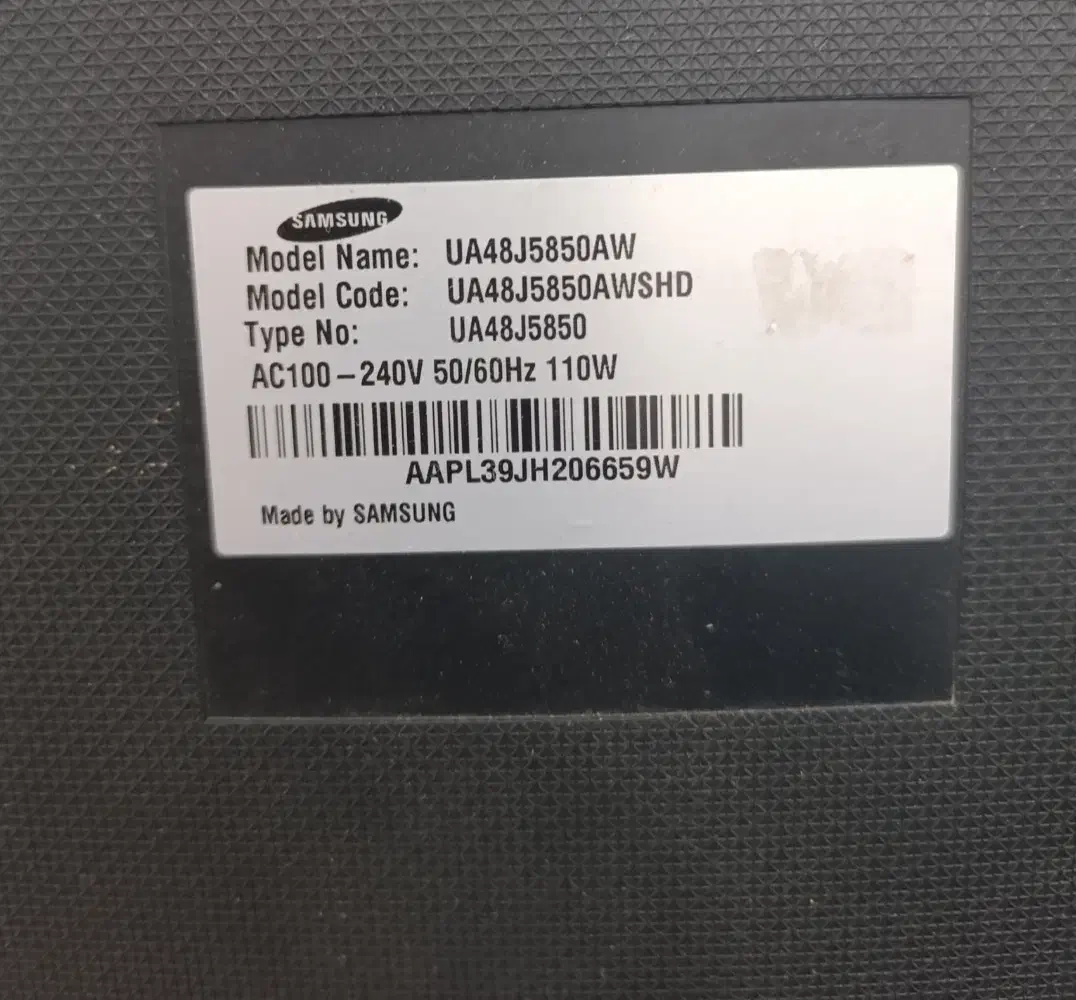 SAMSUNG
Model Name: UA48J5850AW
Model Code: UA48J5850AWSHD
Type No: UA48J5850
AC100-240V 50/60Hz 110W
AAPL39JH206659W
Made by SAMSUNG